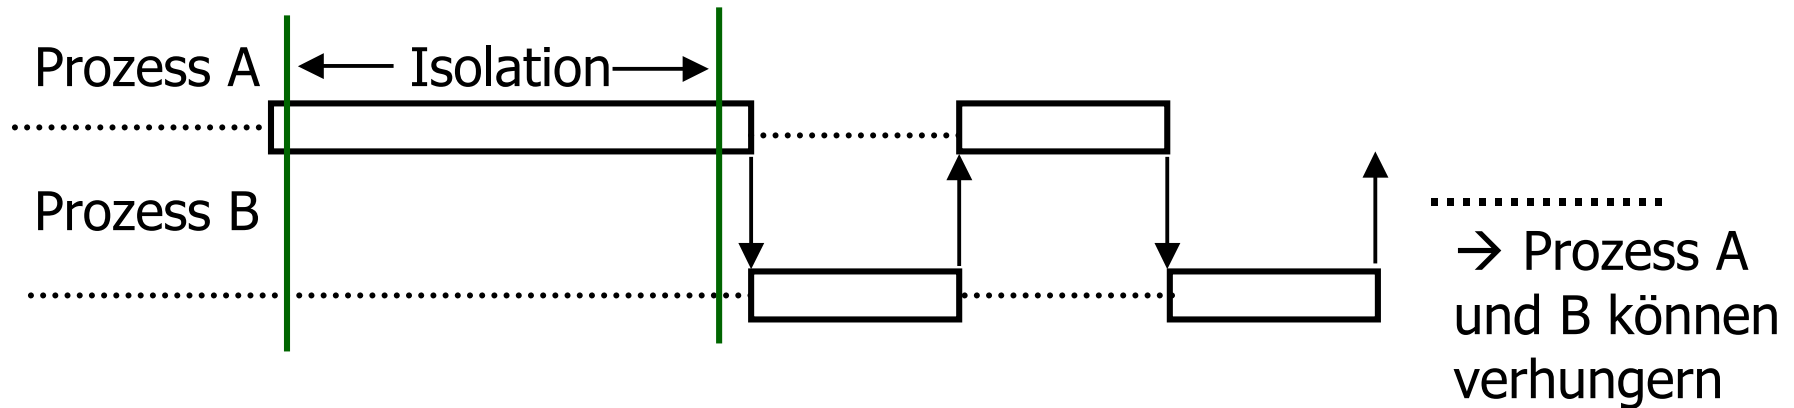 Prozess A
Isolation
Prozess B
→ Prozess A
und B können
verhungern